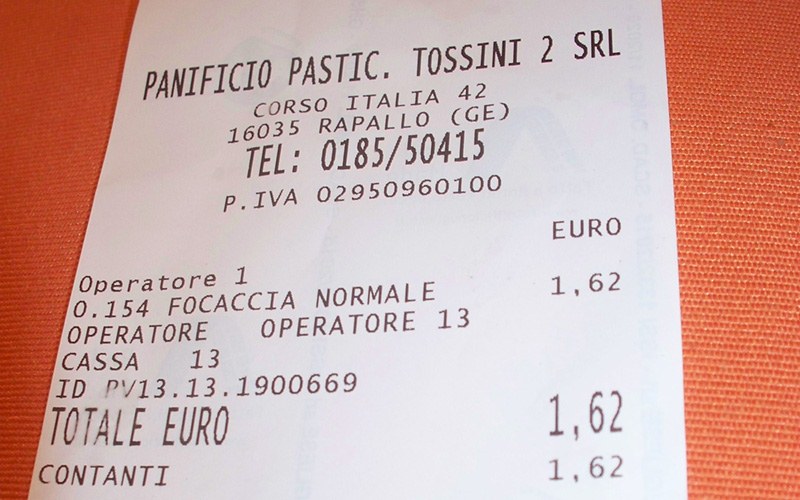 PANIFICIO PASTIC. TOSSINI 2 SRL
CORSO ITALIA 42
16035 RAPALLO (GE)
TEL: 0185/50415
P.IVA 02950960100
EURO
Operatore 1
0.154 FOCACCIA NORMALE 1,62
OPERATORE OPERATORE 13
CASSA 13
ID PV13.13.1900669
TOTALE EURO 1,62
CONTANTI 1,62